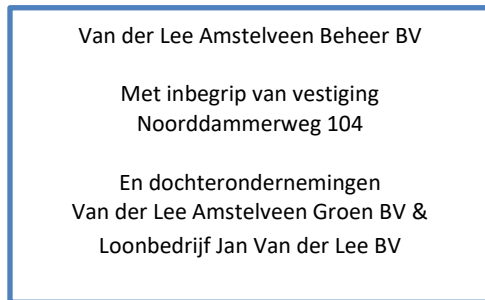 Van der Lee Amstelveen Beheer BV
Met inbegrip van vestiging
Noorddammerweg 104
En dochterondernemingen
Van der Lee Amstelveen Groen BV &
Loonbedrijf Jan Van der Lee BV